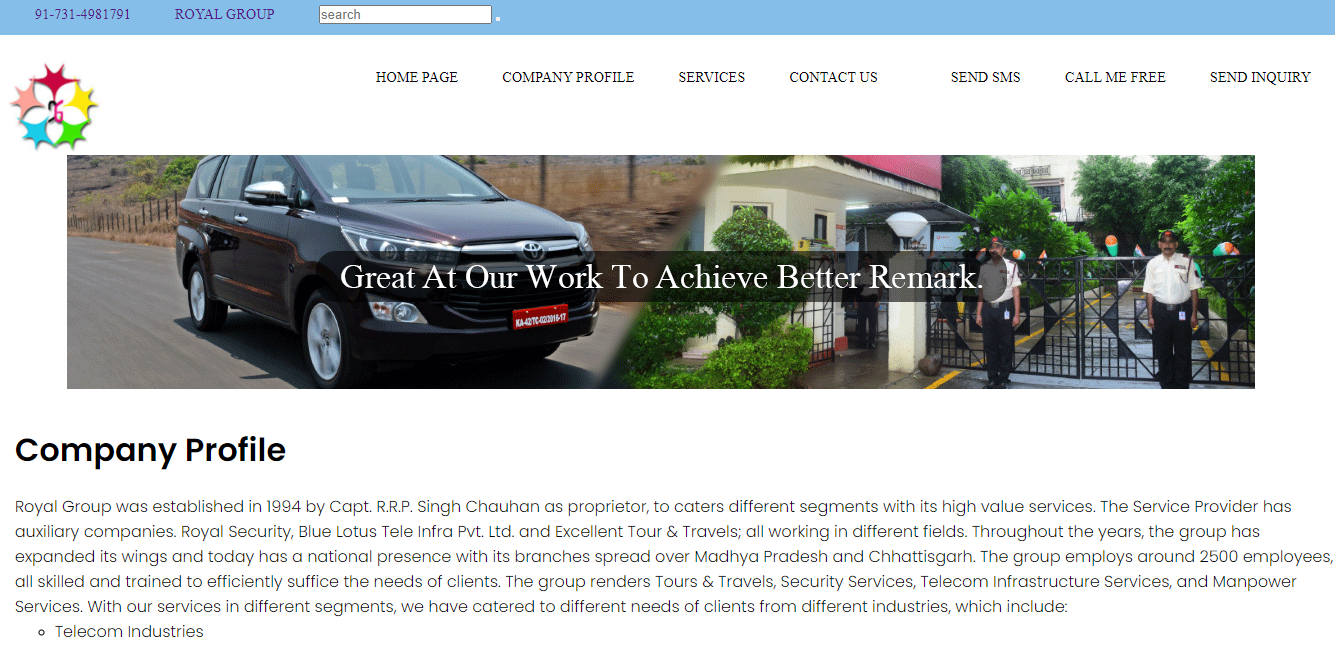 91-731-4981791 ROYAL GROUP search
HOME PAGE COMPANY PROFILE SERVICES CONTACT US SEND SMS CALL ME FREE SEND INQUIRY
Great At Our Work To Achieve Better Remark.
KA-42/TC-02/2016-17
Company Profile
Royal Group was established in 1994 by Capt. R.R.P. Singh Chauhan as proprietor, to caters different segments with its high value services. The Service Provider has
auxiliary companies. Royal Security, Blue Lotus Tele Infra Pvt. Ltd. and Excellent Tour & Travels; all working in different fields. Throughout the years, the group has
expanded its wings and today has a national presence with its branches spread over Madhya Pradesh and Chhattisgarh. The group employs around 2500 employees,
all skilled and trained to efficiently suffice the needs of clients. The group renders Tours & Travels, Security Services, Telecom Infrastructure Services, and Manpower
Services. With our services in different segments, we have catered to different needs of clients from different industries, which include:
Telecom Industries